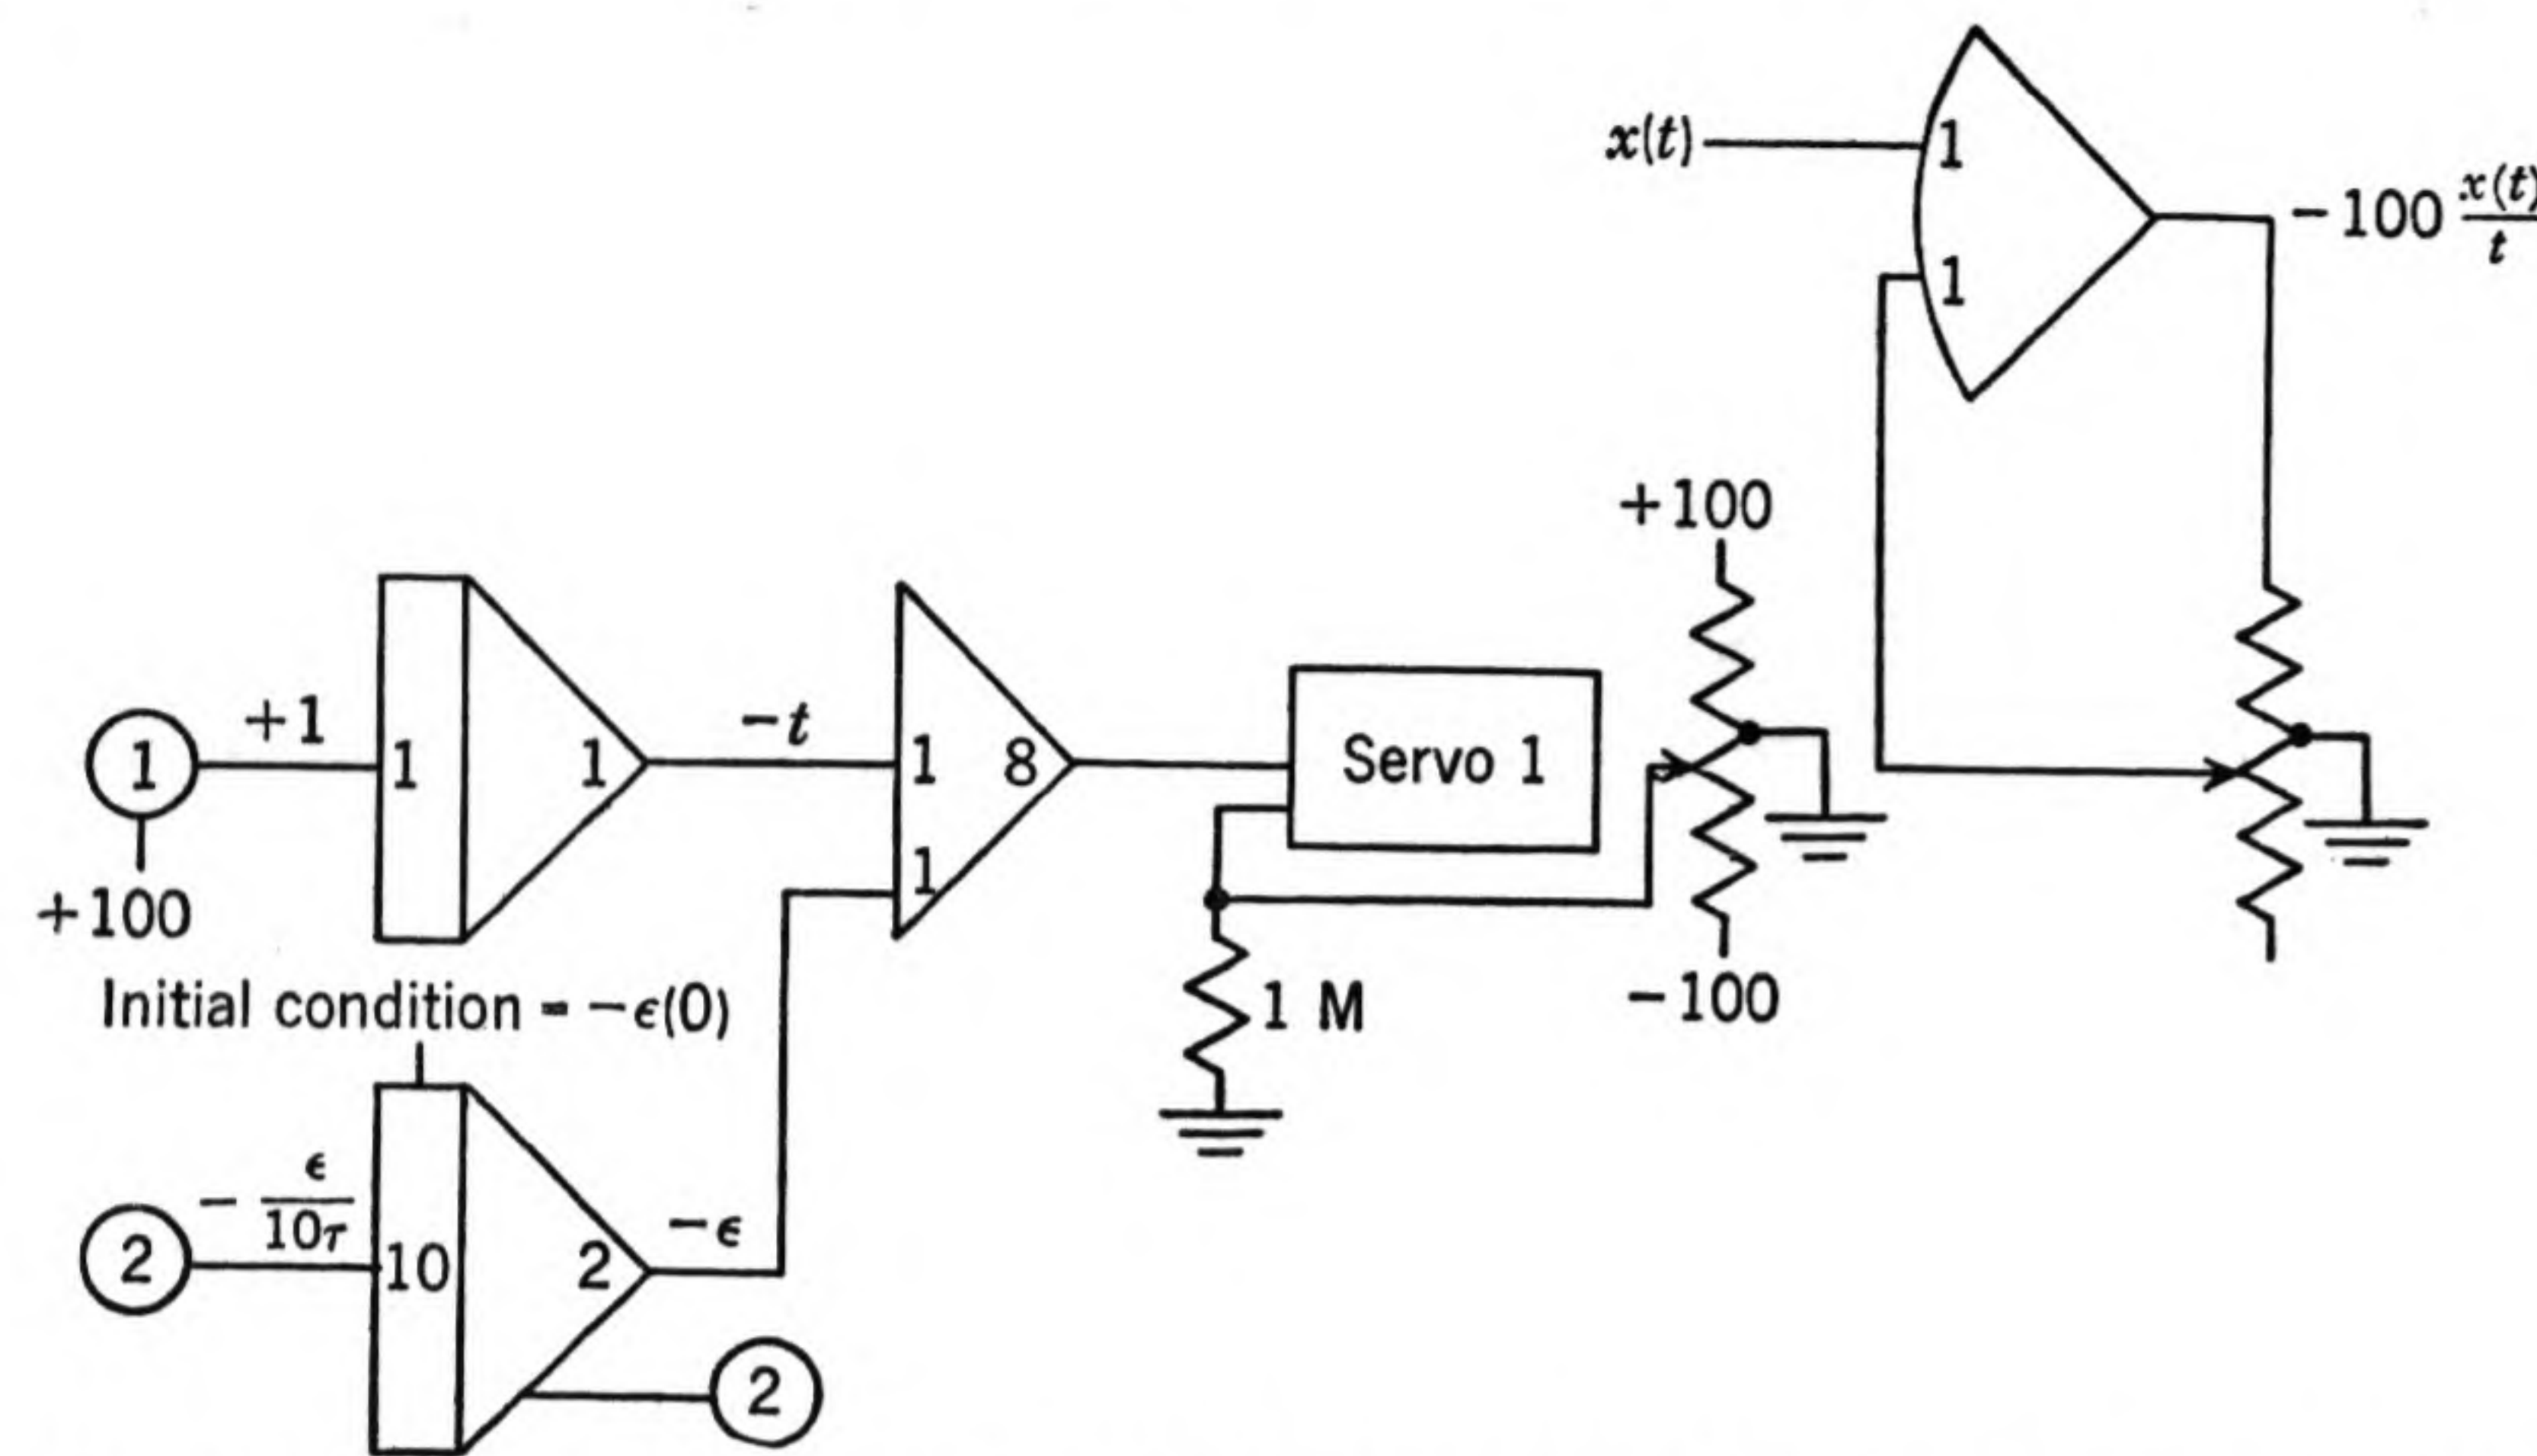 x(t)
1
1
-100 x(t)/t
+100
-100
1
+1
+100
1
1
-t
1
8
1
Servo 1
1 M
Initial condition = -ϵ(0)
2
- ϵ/10τ
10
2
-ϵ
2